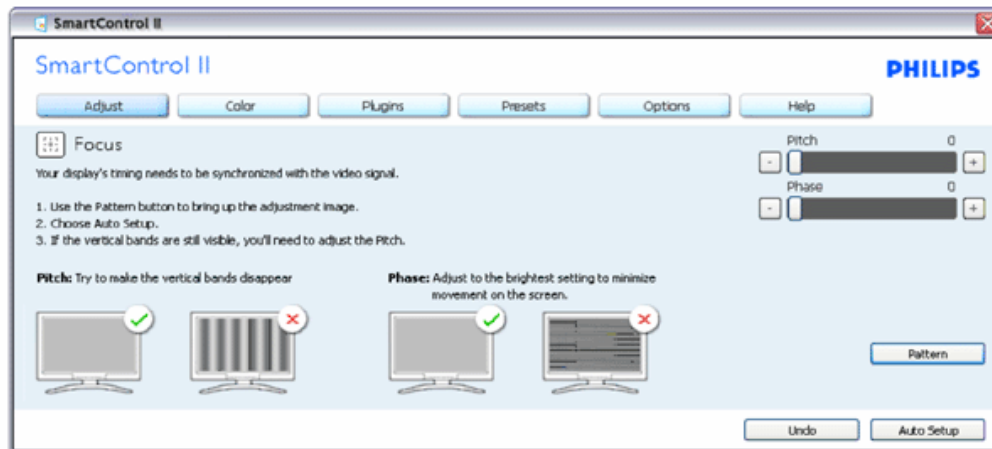 SmartControl II
SmartControl II
PHILIPS
Adjust Color Plugins Presets Options Help
Focus
Your display's timing needs to be synchronized with the video signal.
1. Use the Pattern button to bring up the adjustment image.
2. Choose Auto Setup.
3. If the vertical bands are still visible, you'll need to adjust the Pitch.
Pitch 0
- +
Phase 0
- +
Pitch: Try to make the vertical bands disappear
Phase: Adjust to the brightest setting to minimize
movement on the screen.
Pattern
Undo Auto Setup